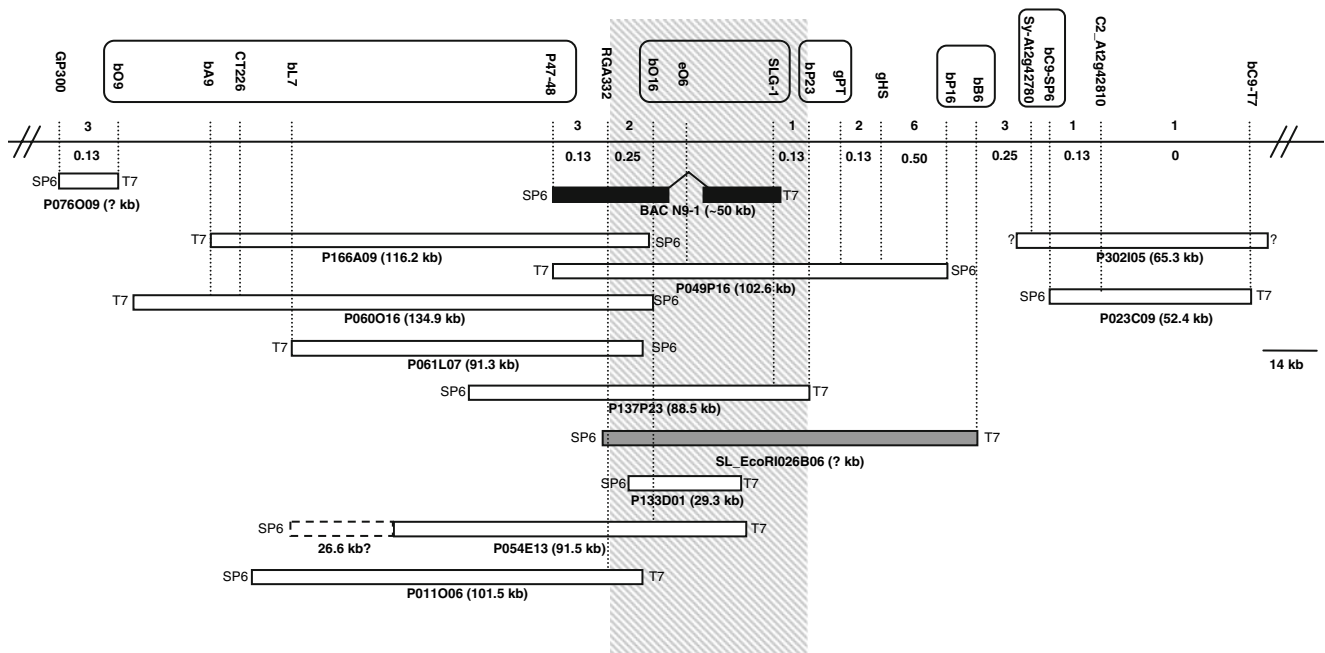 GP300
bO9
bA9
CT226
bL7
P47-48
RGA332
bO16
eO6
SLG-1
bP23
gPT
gHS
bP16
bB6
Sy-At2g42780
bC9-SP6
C2_At2g42810
bC9-T7
3 3 2 1 2 6 3 1 1
0.13 0.13 0.25 0.13 0.13 0.50 0.25 0.13 0
SP6 T7
P076O09 (? kb)
SP6 T7
BAC N9-1 (~50 kb)
T7 SP6
P166A09 (116.2 kb)
? ?
P302I05 (65.3 kb)
T7 SP6
P049P16 (102.6 kb)
T7 SP6
P060O16 (134.9 kb)
SP6 T7
P023C09 (52.4 kb)
T7 SP6
P061L07 (91.3 kb)
14 kb
SP6 T7
P137P23 (88.5 kb)
SP6 T7
SL_EcoRI026B06 (? kb)
SP6 T7
P133D01 (29.3 kb)
SP6 T7
26.6 kb? P054E13 (91.5 kb)
SP6 T7
P011O06 (101.5 kb)